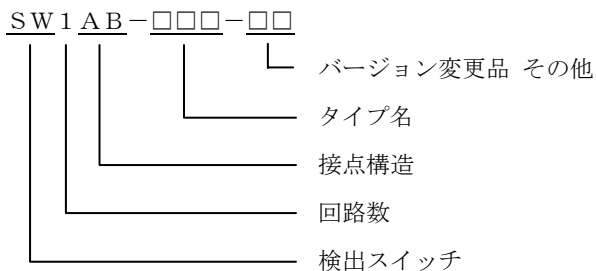 ＳＷ１ＡＢ－□□□－□□
バージョン変更品 その他
タイプ名
接点構造
回路数
検出スイッチ